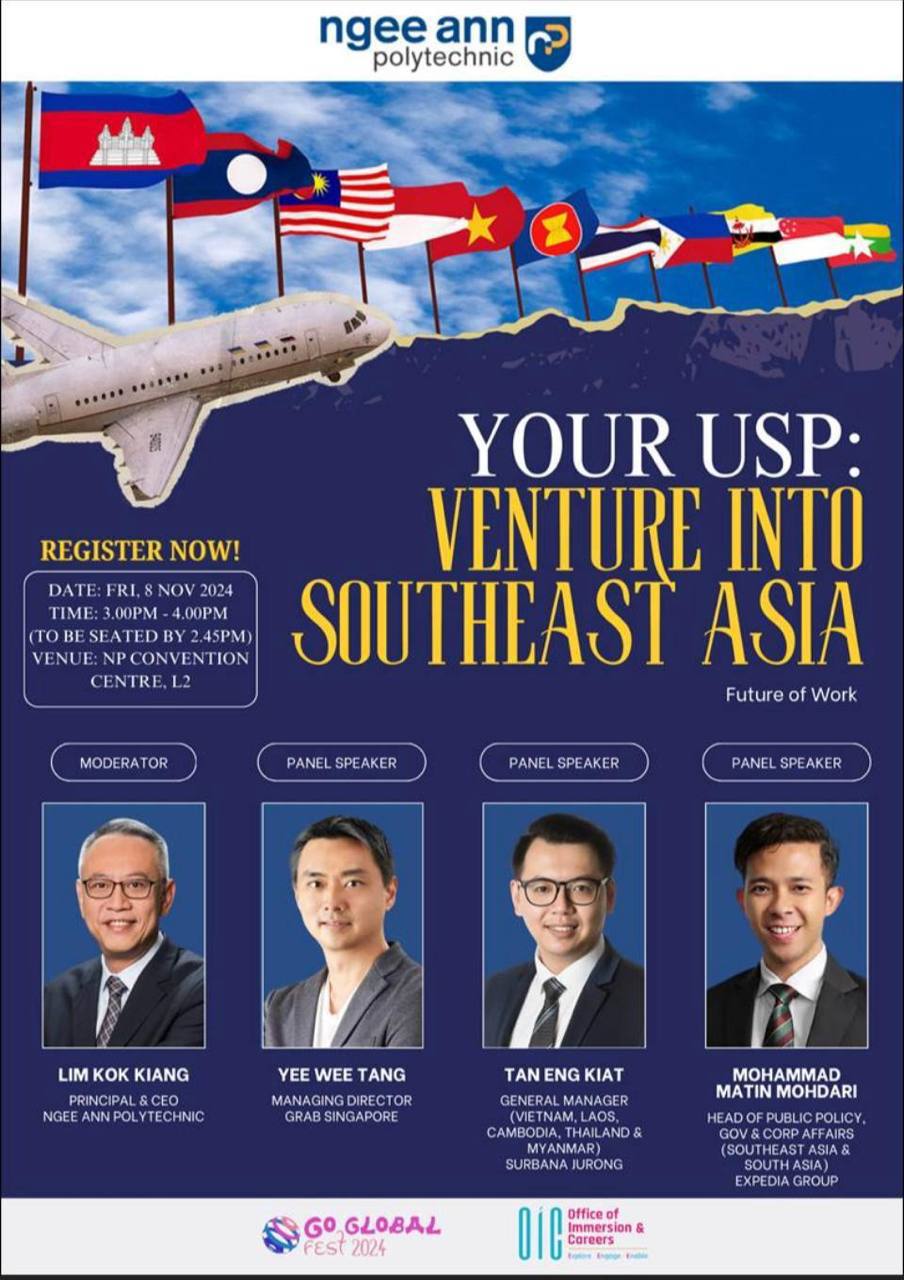 ngee ann
polytechnic
YOUR USP:
VENTURE INTO
SOUTHEAST ASIA
Future of Work
REGISTER NOW!
DATE: FRI, 8 NOV 2024
TIME: 3.00PM - 4.00PM
(TO BE SEATED BY 2.45PM)
VENUE: NP CONVENTION
CENTRE, L2
MODERATOR
LIM KOK KIANG
PRINCIPAL & CEO
NGEE ANN POLYTECHNIC
PANEL SPEAKER
YEE WEE TANG
MANAGING DIRECTOR
GRAB SINGAPORE
PANEL SPEAKER
TAN ENG KIAT
GENERAL MANAGER
(VIETNAM, LAOS,
CAMBODIA, THAILAND &
MYANMAR)
SURBANA JURONG
PANEL SPEAKER
MOHAMMAD
MATIN MOHDARI
HEAD OF PUBLIC POLICY,
GOV & CORP AFFAIRS
(SOUTHEAST ASIA &
SOUTH ASIA)
EXPEDIA GROUP
GO GLOBAL
FEST 2024
OIC
Office of
Immersion &
Careers
Explore Engage Enable